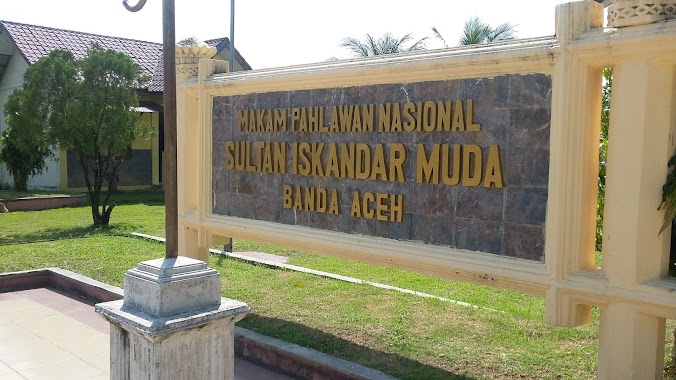 MAKAM PAHLAWAN NASIONAL
SULTAN ISKANDAR MUDA
BANDA ACEH